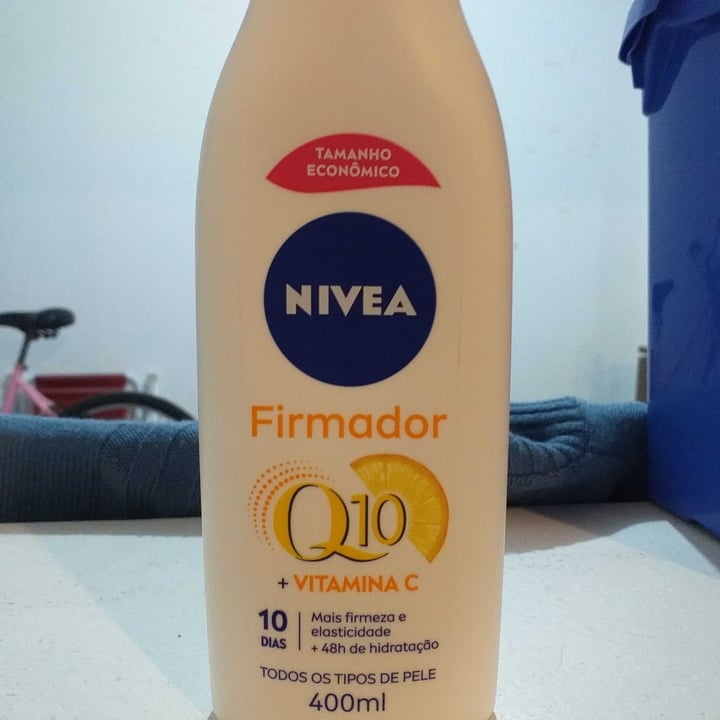 TAMANHO
ECONÔMICO
NIVEA
Firmador
Q10
+ VITAMINA C
10
DIAS
Mais firmeza e
elasticidade
+ 48h de hidratação
TODOS OS TIPOS DE PELE
400ml